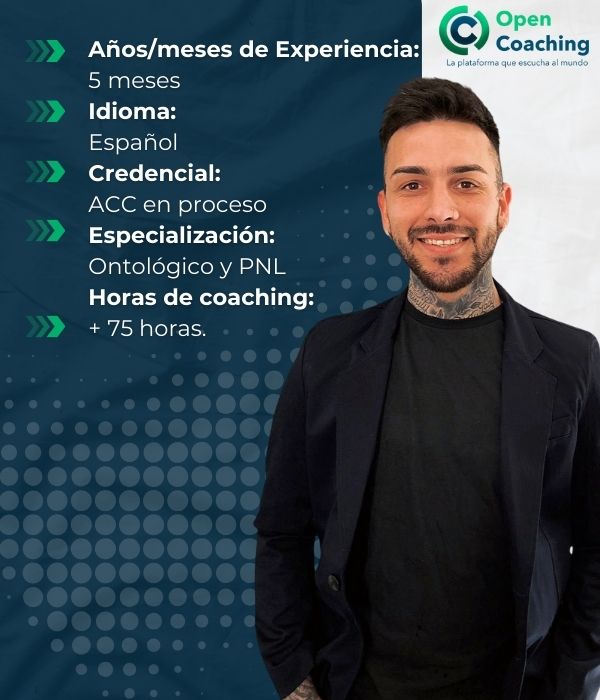 Open
Coaching
La plataforma que escucha al mundo
Años/meses de Experiencia:
5 meses
Idioma:
Español
Credencial:
ACC en proceso
Especialización:
Ontológico y PNL
Horas de coaching:
+ 75 horas.